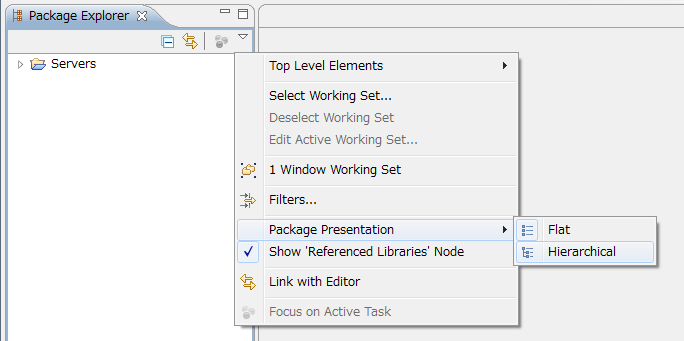 Package Explorer
Servers
Top Level Elements
Select Working Set...
Deselect Working Set
Edit Active Working Set...
1 Window Working Set
Filters...
Package Presentation
Flat
Show 'Referenced Libraries' Node
Hierarchical
Link with Editor
Focus on Active Task